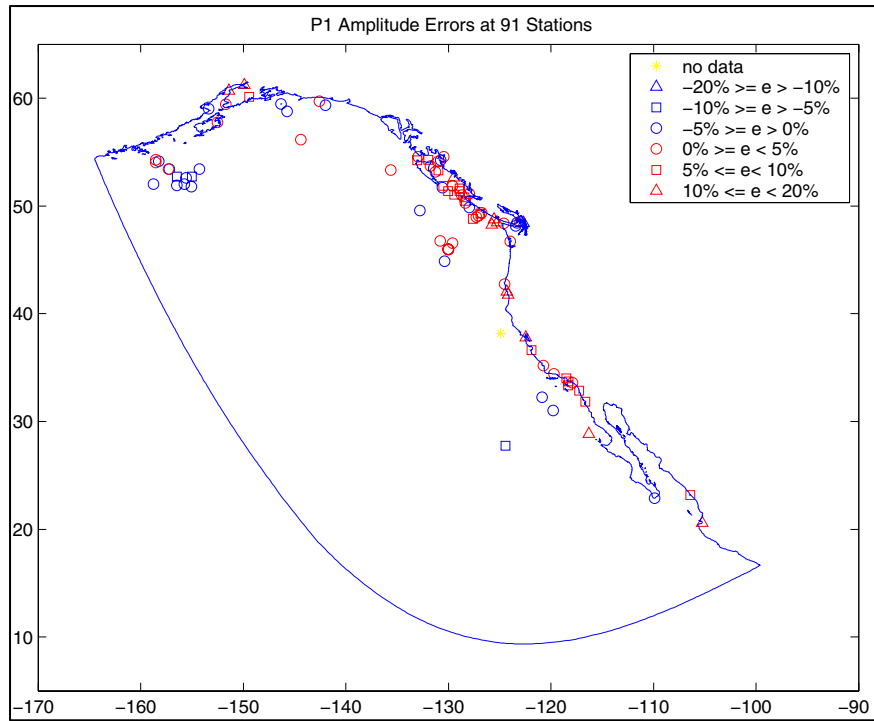 P1 Amplitude Errors at 91 Stations
no data
−20% >= e > −10%
−10% >= e > −5%
−5% >= e > 0%
0% >= e < 5%
5% <= e< 10%
10% <= e < 20%
60
50
40
30
20
10
−170 −160 −150 −140 −130 −120 −110 −100 −90